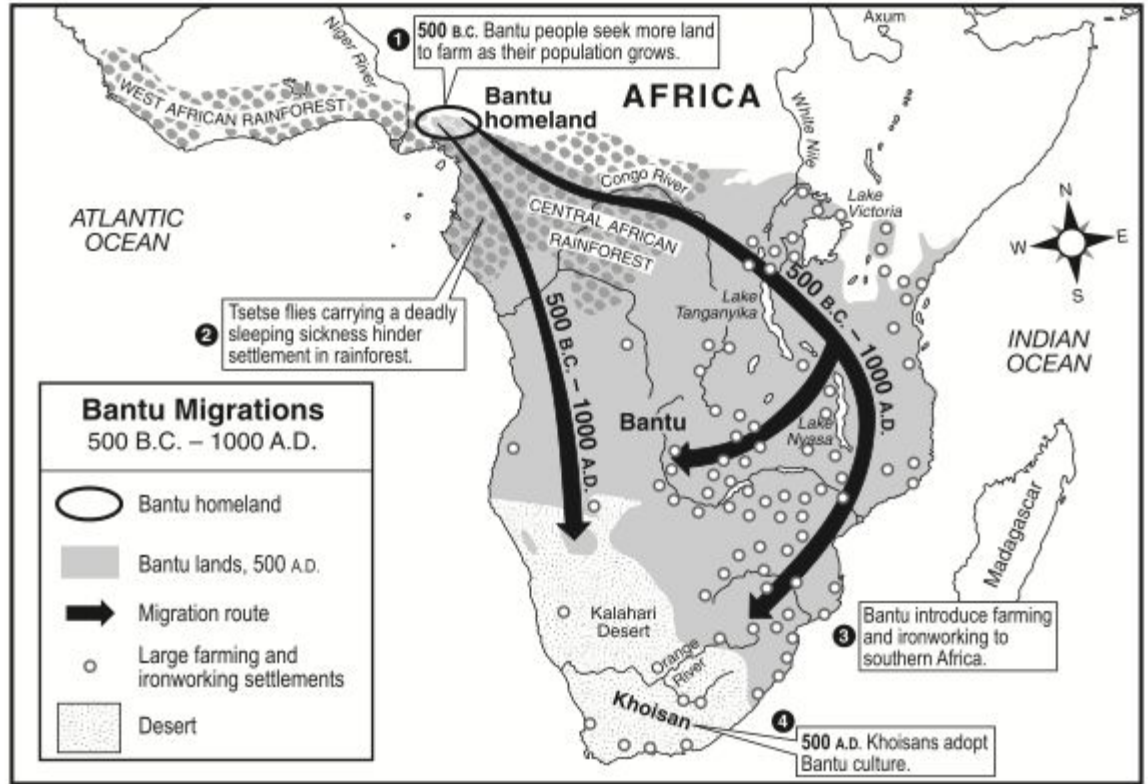 Niger River
Axum
❶ 500 B.C. Bantu people seek more land
to farm as their population grows.
WEST AFRICAN RAINFOREST
Bantu
homeland
AFRICA
White Nile
Congo River
Lake
Victoria
N
W E
S
ATLANTIC
OCEAN
CENTRAL AFRICAN
RAINFOREST
500 B.C. – 1000 A.D.
500 B.C. – 1000 A.D.
Lake
Tanganyika
INDIAN
OCEAN
❷ Tsetse flies carrying a deadly
sleeping sickness hinder
settlement in rainforest.
Bantu
Lake
Nyasa
Madagascar
Kalahari
Desert
Orange
River
❸ Bantu introduce farming
and ironworking to
southern Africa.
Khoisan
❹ 500 A.D. Khoisans adopt
Bantu culture.
Bantu Migrations
500 B.C. – 1000 A.D.
Bantu homeland
Bantu lands, 500 A.D.
Migration route
Large farming and
ironworking settlements
Desert